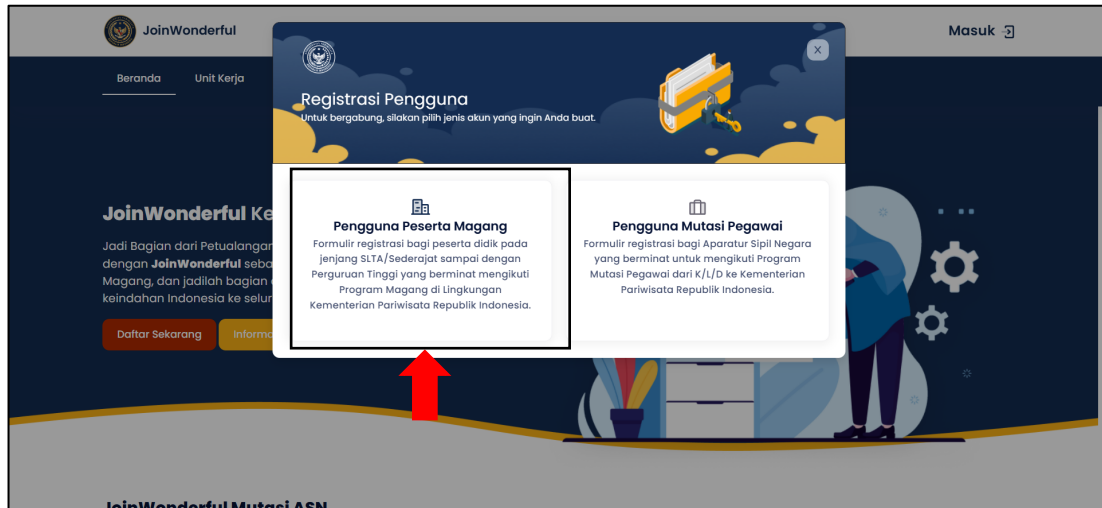 JoinWonderful
Masuk
Beranda Unit Kerja
Registrasi Pengguna
Untuk bergabung, silakan pilih jenis akun yang ingin Anda buat.
Pengguna Peserta Magang
Formulir registrasi bagi peserta didik pada
jenjang SLTA/Sederajat sampai dengan
Perguruan Tinggi yang berminat mengikuti
Program Magang di Lingkungan
Kementerian Pariwisata Republik Indonesia.
Pengguna Mutasi Pegawai
Formulir registrasi bagi Aparatur Sipil Negara
yang berminat untuk mengikuti Program
Mutasi Pegawai dari K/L/D ke Kementerian
Pariwisata Republik Indonesia.
JoinWonderful Ke
Jadi Bagian dari Petualangan
dengan JoinWonderful seba
Magang, dan jadilah bagian
keindahan Indonesia ke selur
Daftar Sekarang Informa
JoinWonderful Mutasi ASN